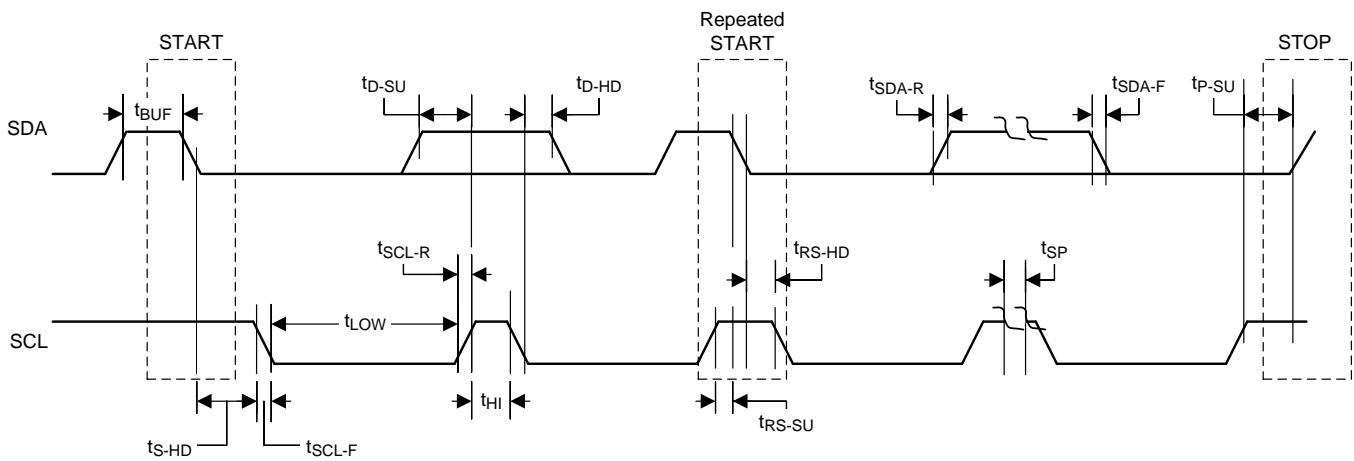 Repeated
START START STOP
tD-SU tD-HD tSDA-R tSDA-F tP-SU
tBUF
SDA
tSCL-R tRS-HD tSP
tLOW
SCL
tHI
tRS-SU
tS-HD tSCL-F